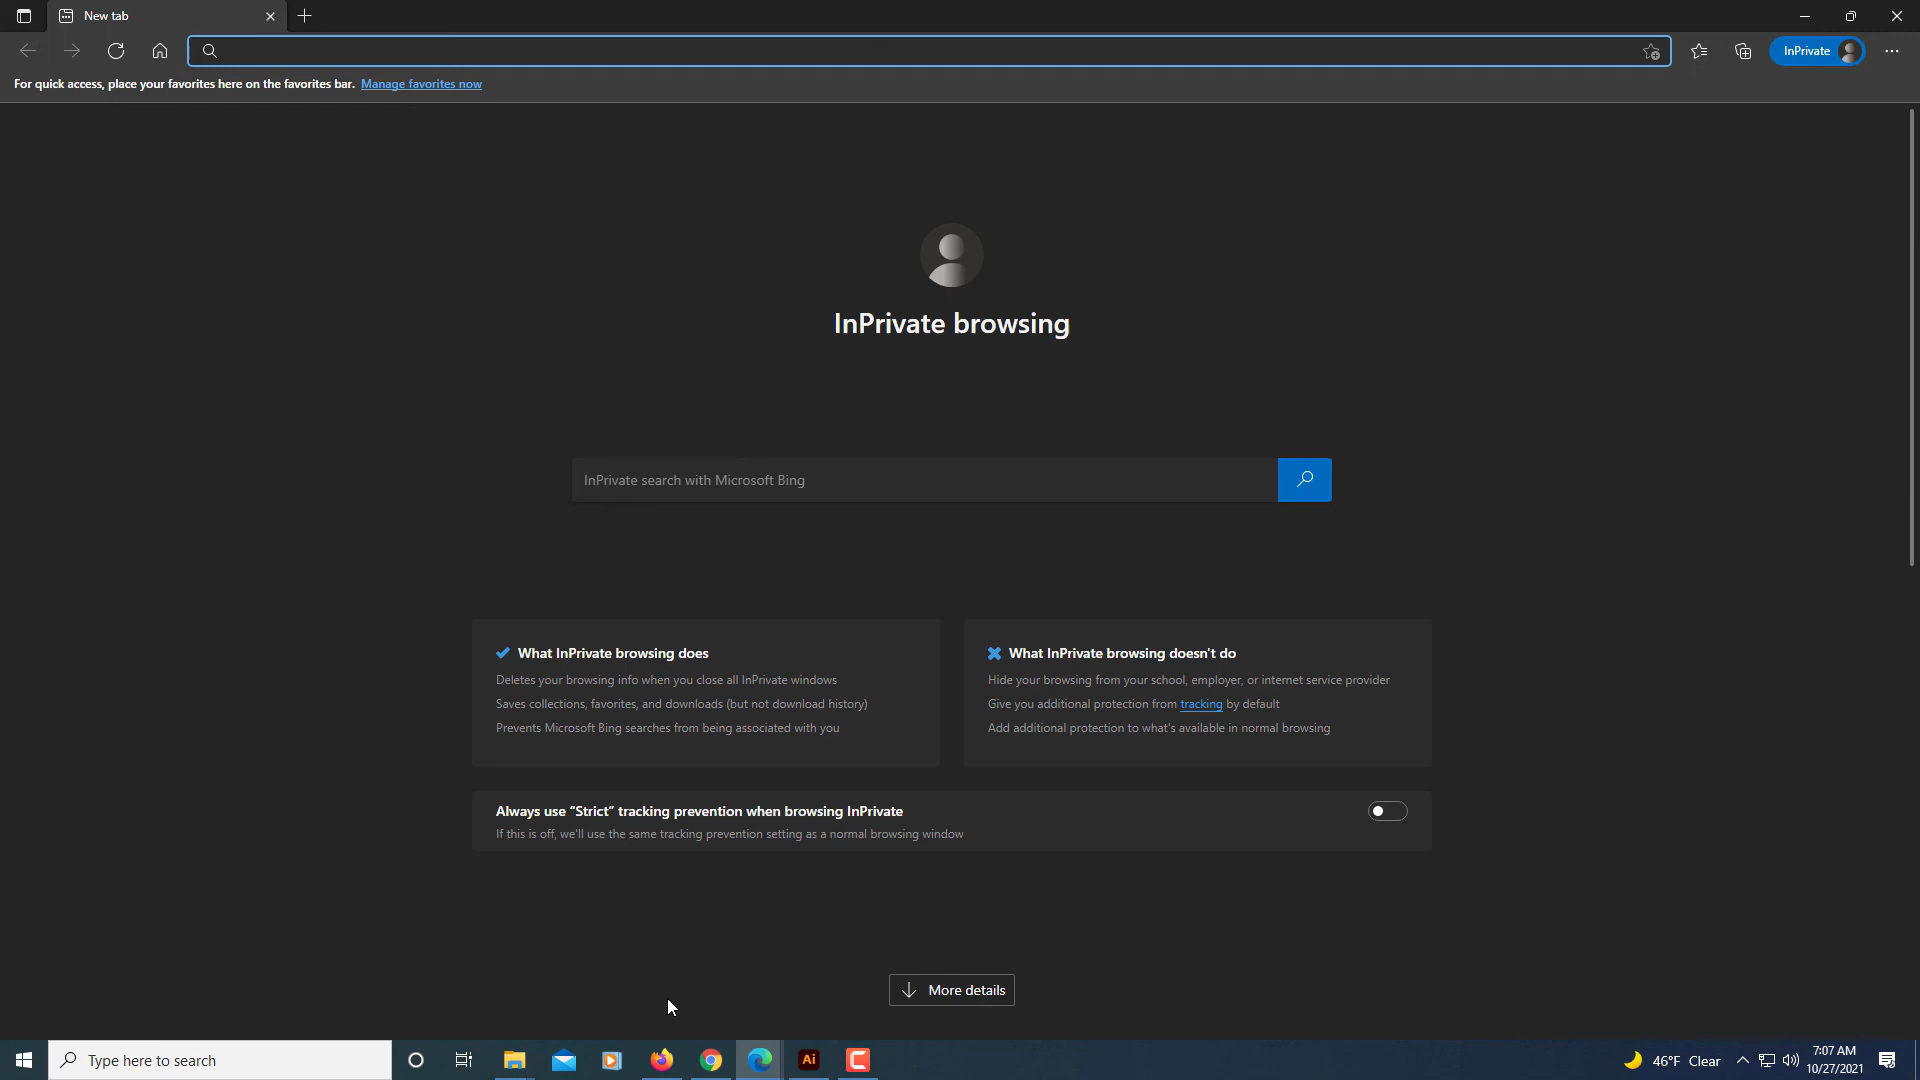 New tab
InPrivate
For quick access, place your favorites here on the favorites bar. Manage favorites now
InPrivate browsing
InPrivate search with Microsoft Bing
What InPrivate browsing does
Deletes your browsing info when you close all InPrivate windows
Saves collections, favorites, and downloads (but not download history)
Prevents Microsoft Bing searches from being associated with you
What InPrivate browsing doesn't do
Hide your browsing from your school, employer, or internet service provider
Give you additional protection from tracking by default
Add additional protection to what's available in normal browsing
Always use “Strict” tracking prevention when browsing InPrivate
If this is off, we'll use the same tracking prevention setting as a normal browsing window
More details
Type here to search
Ai
46°F Clear
7:07 AM
10/27/2021